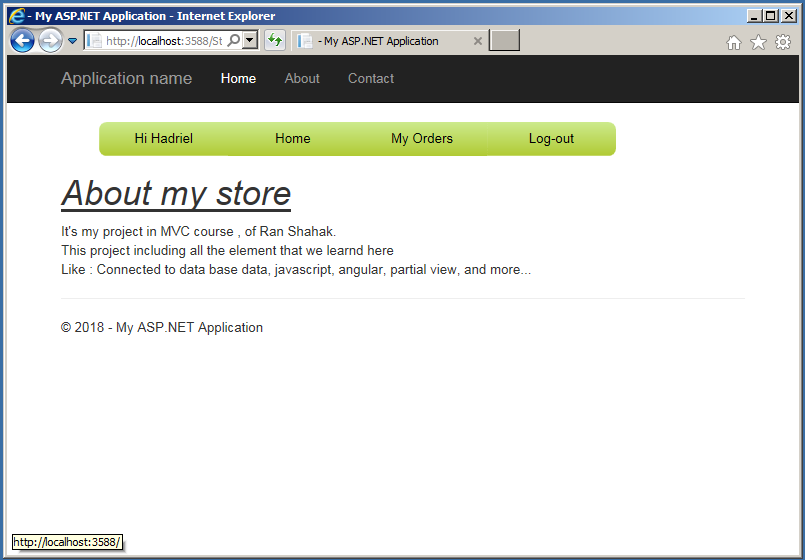 - My ASP.NET Application - Internet Explorer
http://localhost:3588/St
- My ASP.NET Application
Application name Home About Contact
Hi Hadriel Home My Orders Log-out
About my store
It's my project in MVC course , of Ran Shahak.
This project including all the element that we learnd here
Like : Connected to data base data, javascript, angular, partial view, and more...
© 2018 - My ASP.NET Application
http://localhost:3588/